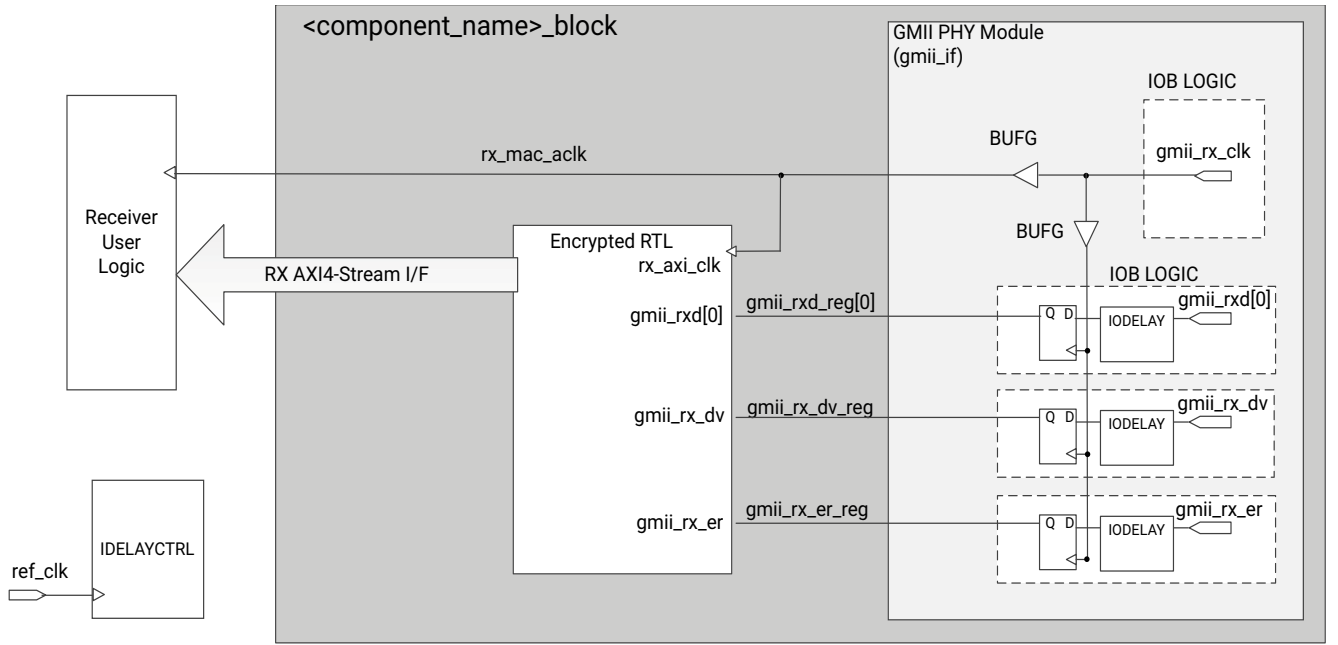 <component_name>_block
GMII PHY Module
(gmii_if)
IOB LOGIC
gmii_rx_clk
BUFG
rx_mac_aclk
BUFG
Receiver
User
Logic
RX AXI4-Stream I/F
Encrypted RTL
rx_axi_clk
IOB LOGIC
gmii_rxd[0]
gmii_rxd_reg[0]
Q D
IODELAY
gmii_rxd[0]
gmii_rx_dv
gmii_rx_dv_reg
Q D
IODELAY
gmii_rx_dv
gmii_rx_er
gmii_rx_er_reg
Q D
IODELAY
gmii_rx_er
IDELAYCTRL
ref_clk